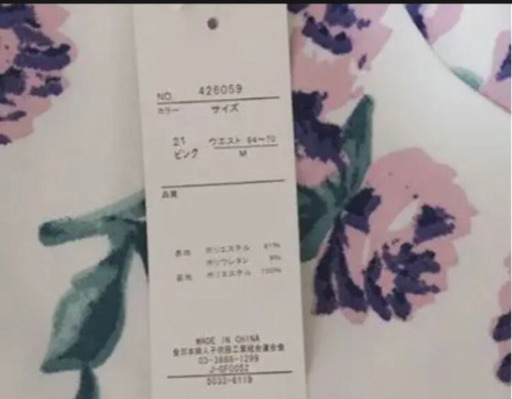 NO. 426059
カラー サイズ
21 ウエスト 64〜70
ピンク M
品質
表地 ポリエステル 91%
ポリウレタン 9%
裏地 ポリエステル 100%
MADE IN CHINA
全日本婦人子供服工業組合連合会
03-3866-1299
J-GF0052
5032-6119